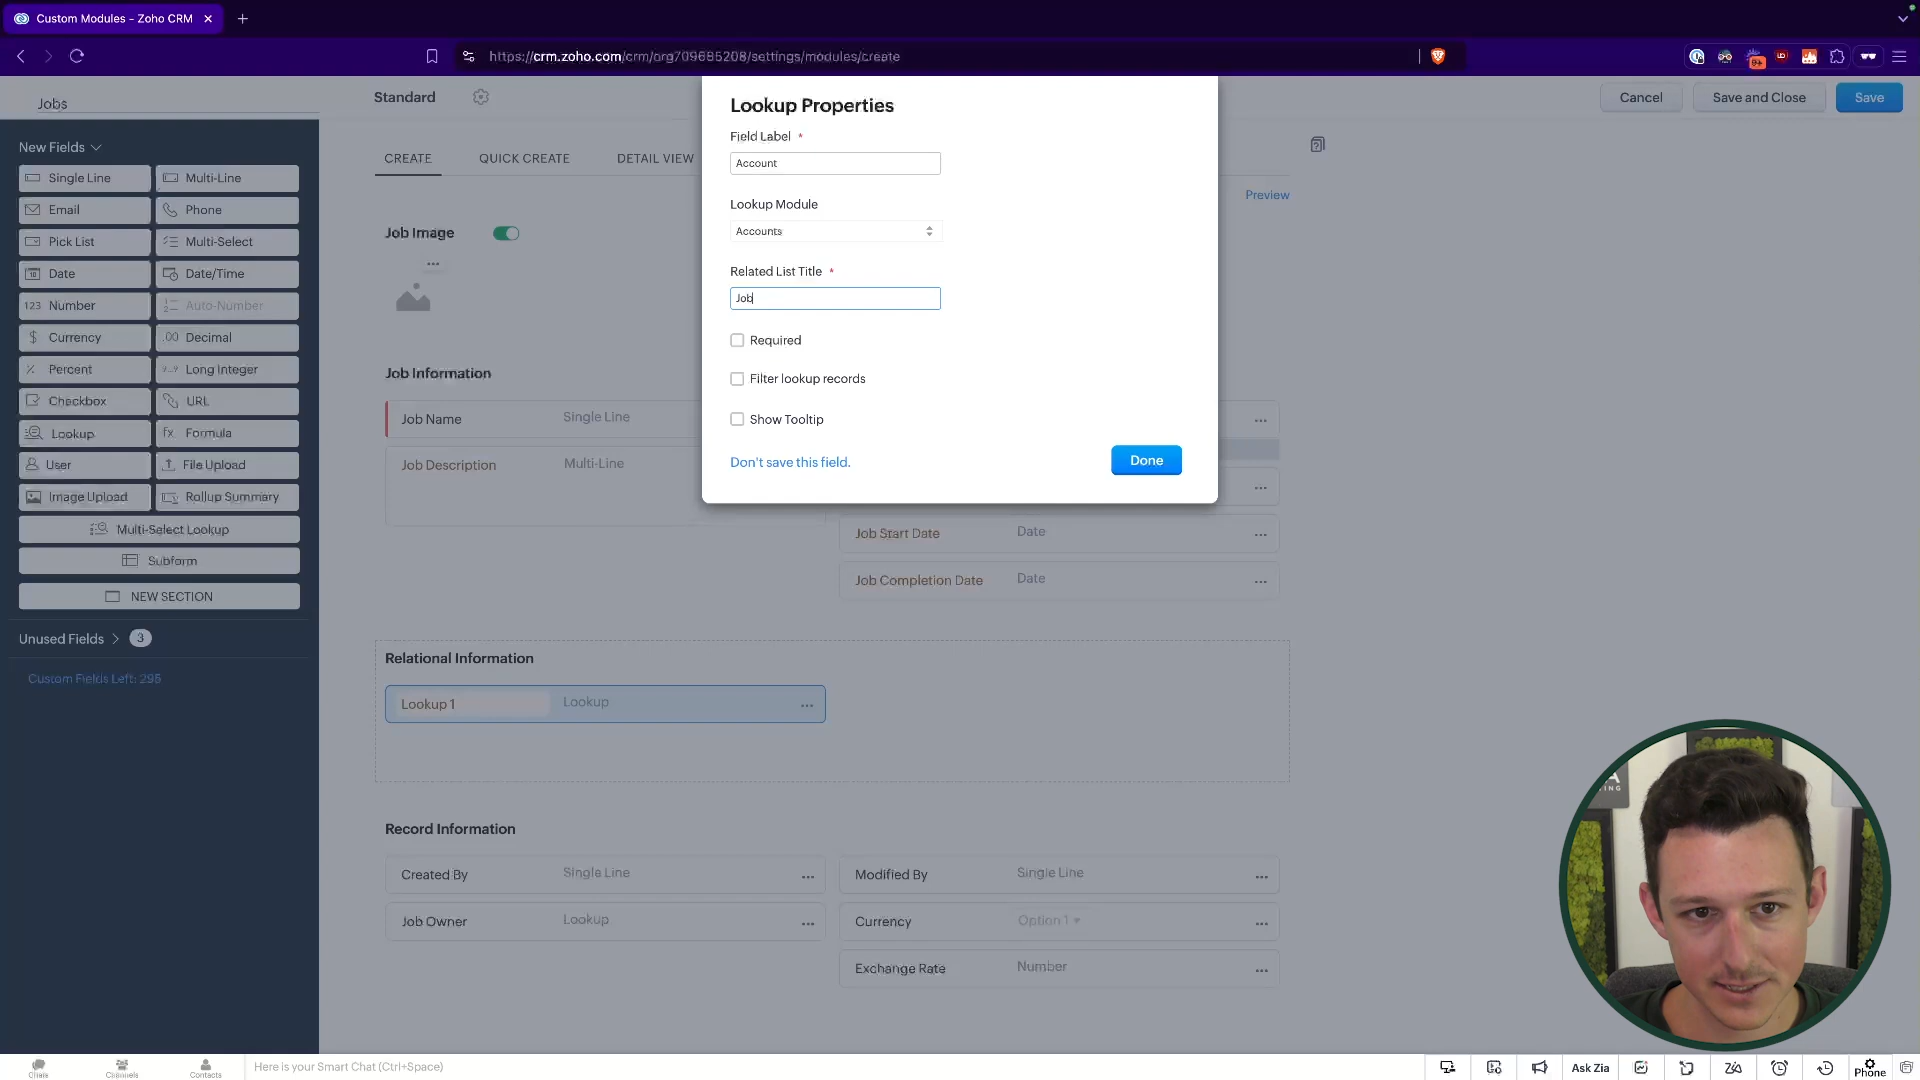 Custom Modules - Zoho CRM
https://crm.zoho.com/crm/org709685208/settings/modules/create
9+
Jobs
Standard
Cancel
Save and Close
Save
Lookup Properties
Field Label *
Account
Lookup Module
Accounts
Related List Title *
Job
Required
Filter lookup records
Show Tooltip
Don't save this field.
Done
New Fields
Single Line
Multi-Line
Email
Phone
Pick List
Multi-Select
Date
Date/Time
123 Number
Auto-Number
$ Currency
.00 Decimal
% Percent
Long Integer
Checkbox
URL
Lookup
fx Formula
User
File Upload
Image Upload
Rollup Summary
Multi-Select Lookup
Subform
NEW SECTION
Unused Fields
3
Custom Fields Left: 295
CREATE
QUICK CREATE
DETAIL VIEW
Preview
Job Image
Job Information
Job Name
Single Line
Job Description
Multi-Line
Job Start Date
Date
Job Completion Date
Date
Relational Information
Lookup 1
Lookup
Record Information
Created By
Single Line
Modified By
Single Line
Job Owner
Lookup
Currency
Option 1
Exchange Rate
Number
Chats
Channels
Contacts
Here is your Smart Chat (Ctrl+Space)
Ask Zia
Phone